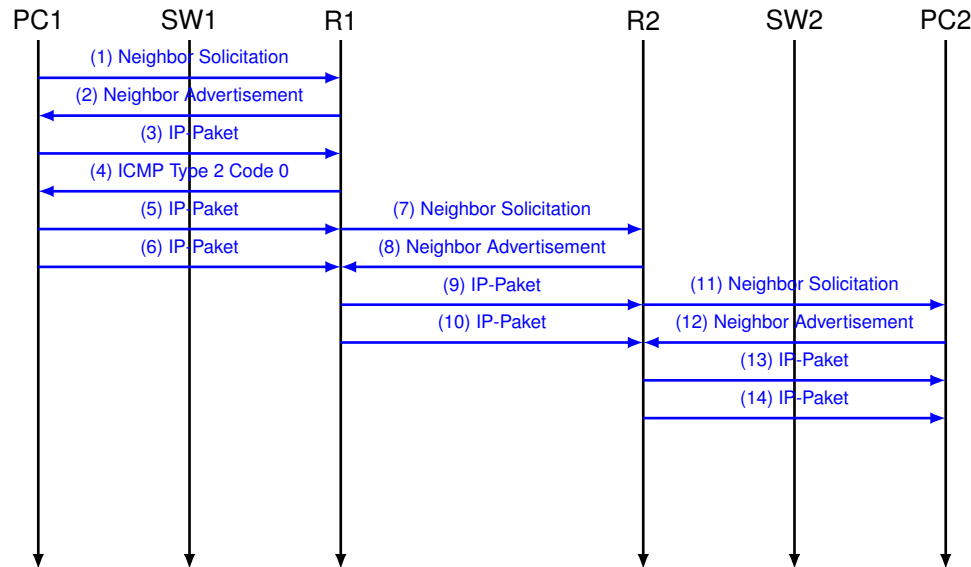 PC1 SW1 R1 R2 SW2 PC2
(1) Neighbor Solicitation
(2) Neighbor Advertisement
(3) IP-Paket
(4) ICMP Type 2 Code 0
(5) IP-Paket (7) Neighbor Solicitation
(6) IP-Paket (8) Neighbor Advertisement
(9) IP-Paket (11) Neighbor Solicitation
(10) IP-Paket (12) Neighbor Advertisement
(13) IP-Paket
(14) IP-Paket